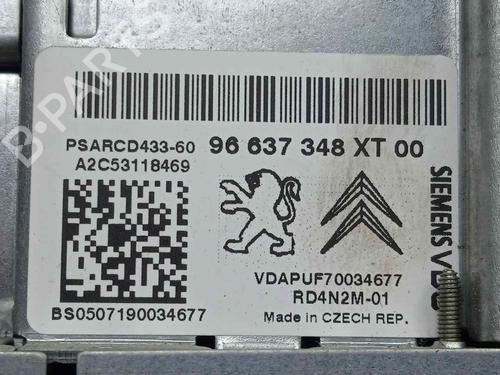 PSARCD433-60 96 637 348 XT 00
A2C53118469
SIEMENS VDO
VDAPUF70034677
RD4N2M-01
BS0507190034677 Made in CZECH REP.
B-PARTS